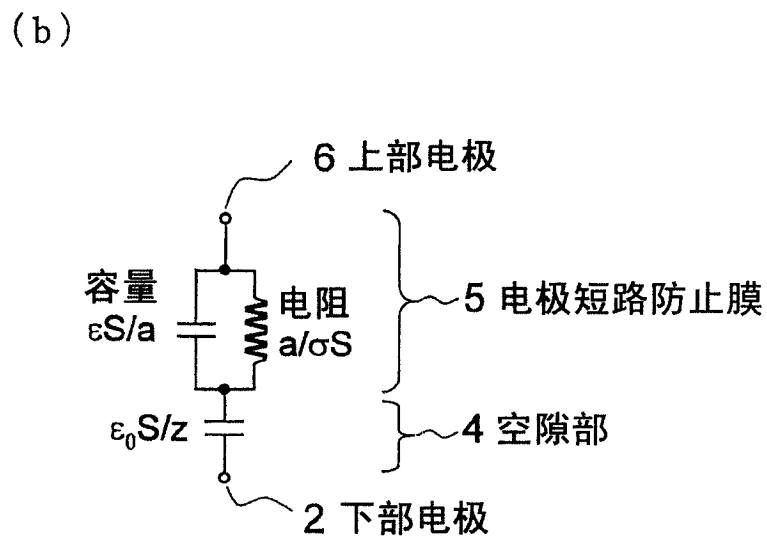 (b)
6 上部电极
容量
εS/a
电阻
a/σS
5 电极短路防止膜
ε₀S/z
4 空隙部
2 下部电极